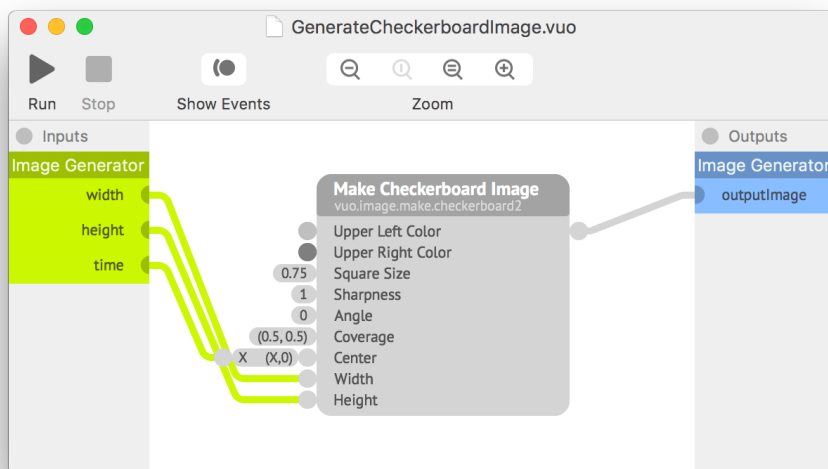 GenerateCheckerboardImage.vuo
Run
Stop
Show Events
Zoom
Inputs
Image Generator
width
height
time
Make Checkerboard Image
vuo.image.make.checkerboard2
Upper Left Color
Upper Right Color
0.75 Square Size
1 Sharpness
0 Angle
(0.5, 0.5) Coverage
X (X,0) Center
Width
Height
Outputs
Image Generator
outputImage